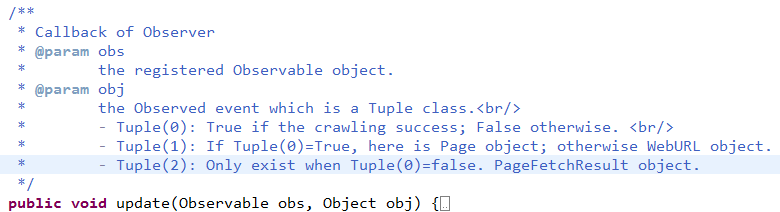 /**
 * Callback of Observer
 * @param obs
 *        the registered Observable object.
 * @param obj
 *        the Observed event which is a Tuple class.<br/>
 *        - Tuple(0): True if the crawling success; False otherwise. <br/>
 *        - Tuple(1): If Tuple(0)=True, here is Page object; otherwise WebURL object.
 *        - Tuple(2): Only exist when Tuple(0)=false. PageFetchResult object.
 */
public void update(Observable obs, Object obj) {